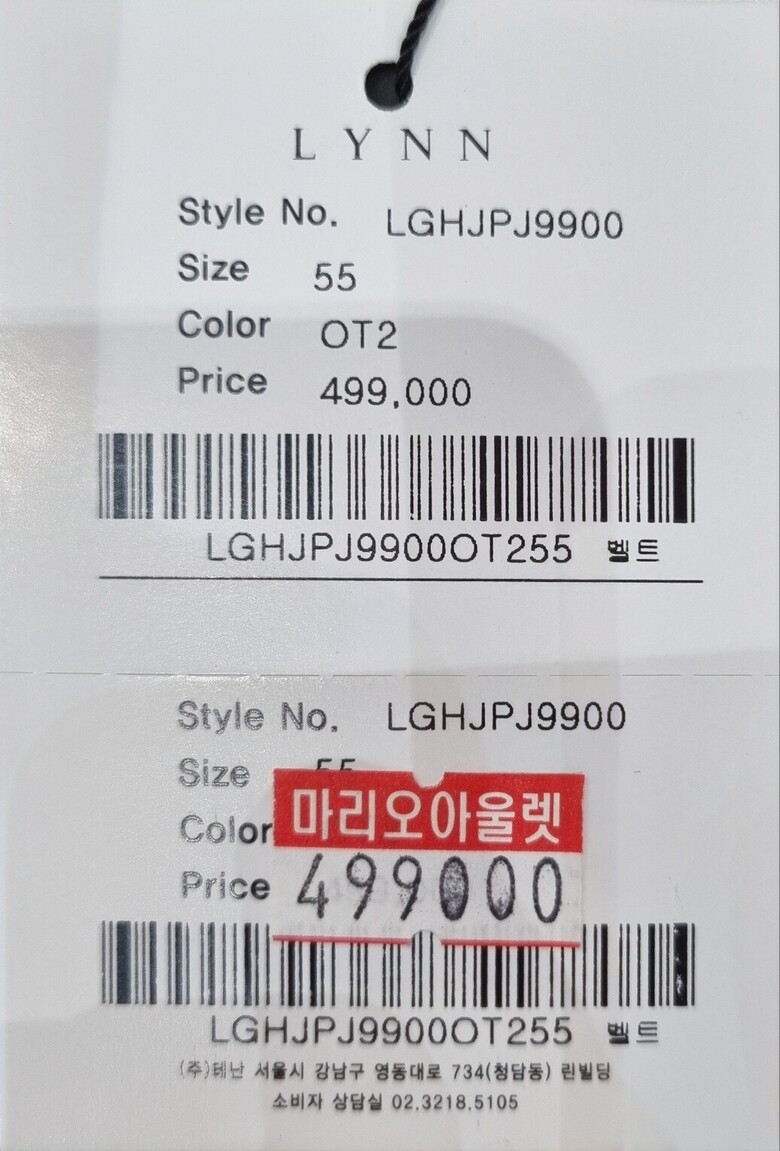 LYNN
Style No. LGHJPJ9900
Size 55
Color OT2
Price 499,000
LGHJPJ9900OT255 벨트
Style No. LGHJPJ9900
Size 55
마리오아울렛
Color
Price 499000
LGHJPJ9900OT255 벨트
(주)테난 서울시 강남구 영동대로 734(청담동) 린빌딩
소비자 상담실 02.3218.5105